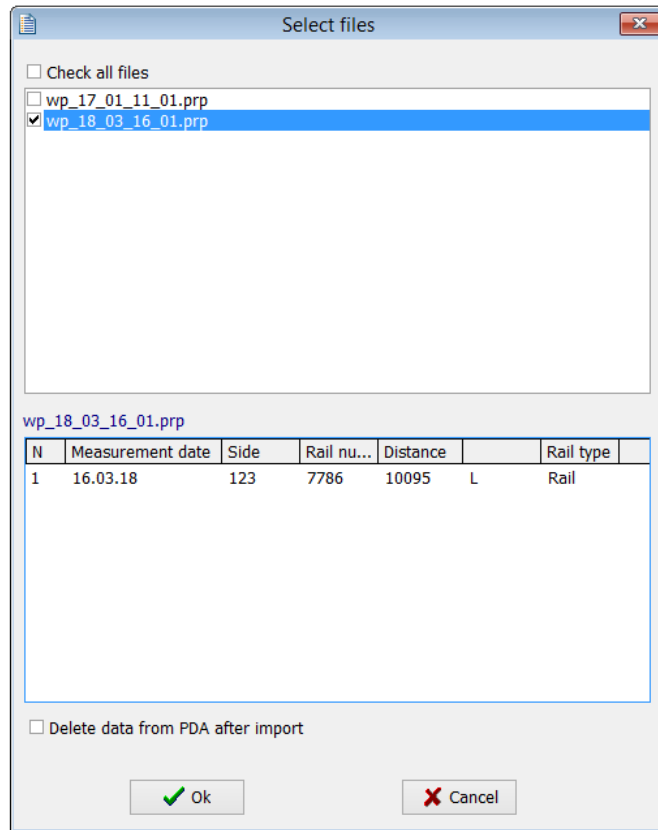 Select files
Check all files
wp_17_01_11_01.prp
wp_18_03_16_01.prp
wp_18_03_16_01.prp
N Measurement date Side Rail nu... Distance Rail type
1 16.03.18 123 7786 10095 L Rail
Delete data from PDA after import
Ok Cancel